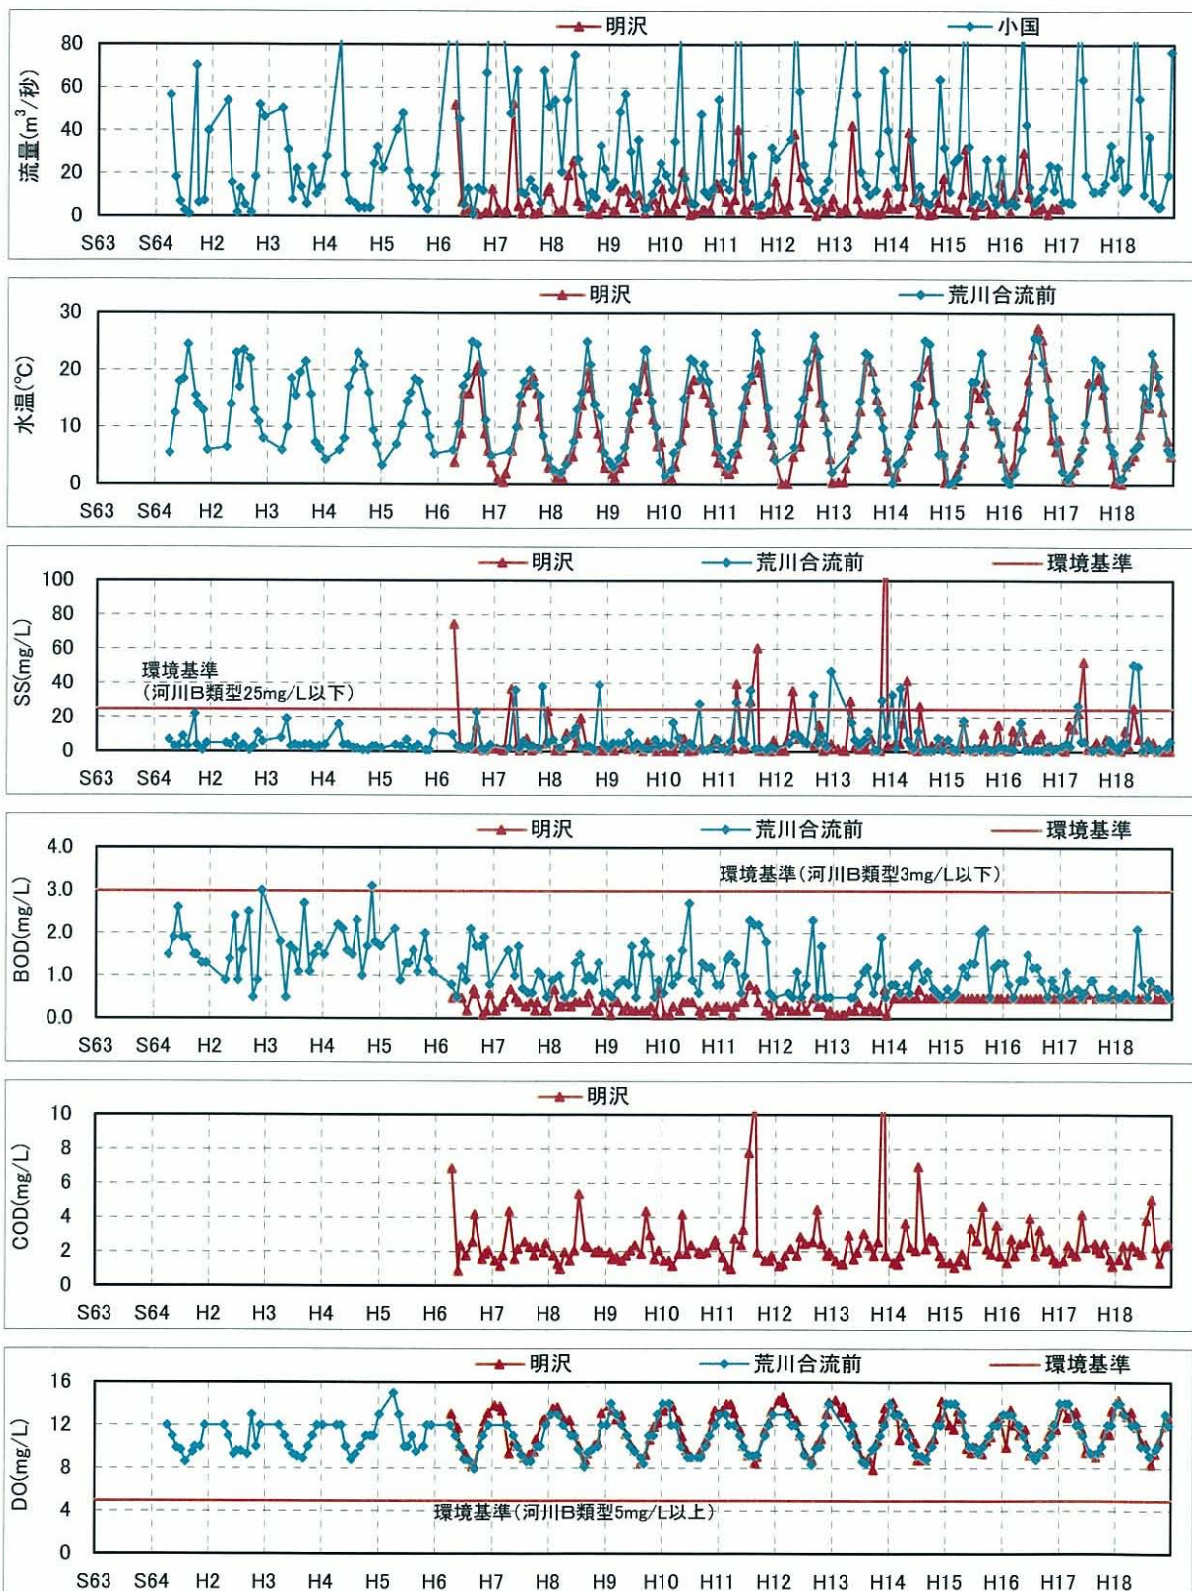 明沢 小国
80
60
40
20
0
流量(m³/秒)
S63 S64 H2 H3 H4 H5 H6 H7 H8 H9 H10 H11 H12 H13 H14 H15 H16 H17 H18
明沢 荒川合流前
30
20
10
0
水温(℃)
S63 S64 H2 H3 H4 H5 H6 H7 H8 H9 H10 H11 H12 H13 H14 H15 H16 H17 H18
明沢 荒川合流前 環境基準
100
80
60
40
20
0
SS(mg/L)
環境基準
(河川B類型25mg/L以下)
S63 S64 H2 H3 H4 H5 H6 H7 H8 H9 H10 H11 H12 H13 H14 H15 H16 H17 H18
明沢 荒川合流前 環境基準
4.0
3.0
2.0
1.0
0.0
BOD(mg/L)
環境基準(河川B類型3mg/L以下)
S63 S64 H2 H3 H4 H5 H6 H7 H8 H9 H10 H11 H12 H13 H14 H15 H16 H17 H18
明沢
10
8
6
4
2
0
COD(mg/L)
S63 S64 H2 H3 H4 H5 H6 H7 H8 H9 H10 H11 H12 H13 H14 H15 H16 H17 H18
明沢 荒川合流前 環境基準
16
12
8
4
0
DO(mg/L)
環境基準(河川B類型5mg/L以上)
S63 S64 H2 H3 H4 H5 H6 H7 H8 H9 H10 H11 H12 H13 H14 H15 H16 H17 H18